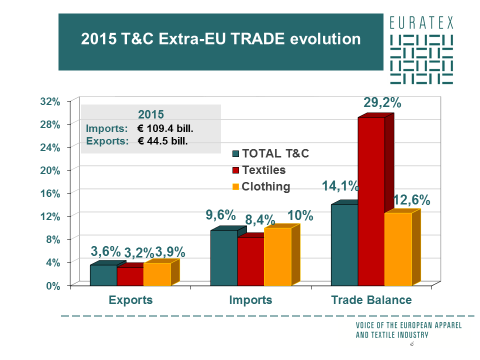 2015 T&C Extra-EU TRADE evolution
EURATEX
32%
28%
24%
20%
16%
12%
8%
4%
0%
2015
Imports: € 109.4 bill.
Exports: € 44.5 bill.
TOTAL T&C
Textiles
Clothing
3,6%
3,2%
3,9%
9,6%
8,4%
10%
14,1%
29,2%
12,6%
Exports
Imports
Trade Balance
VOICE OF THE EUROPEAN APPAREL
AND TEXTILE INDUSTRY